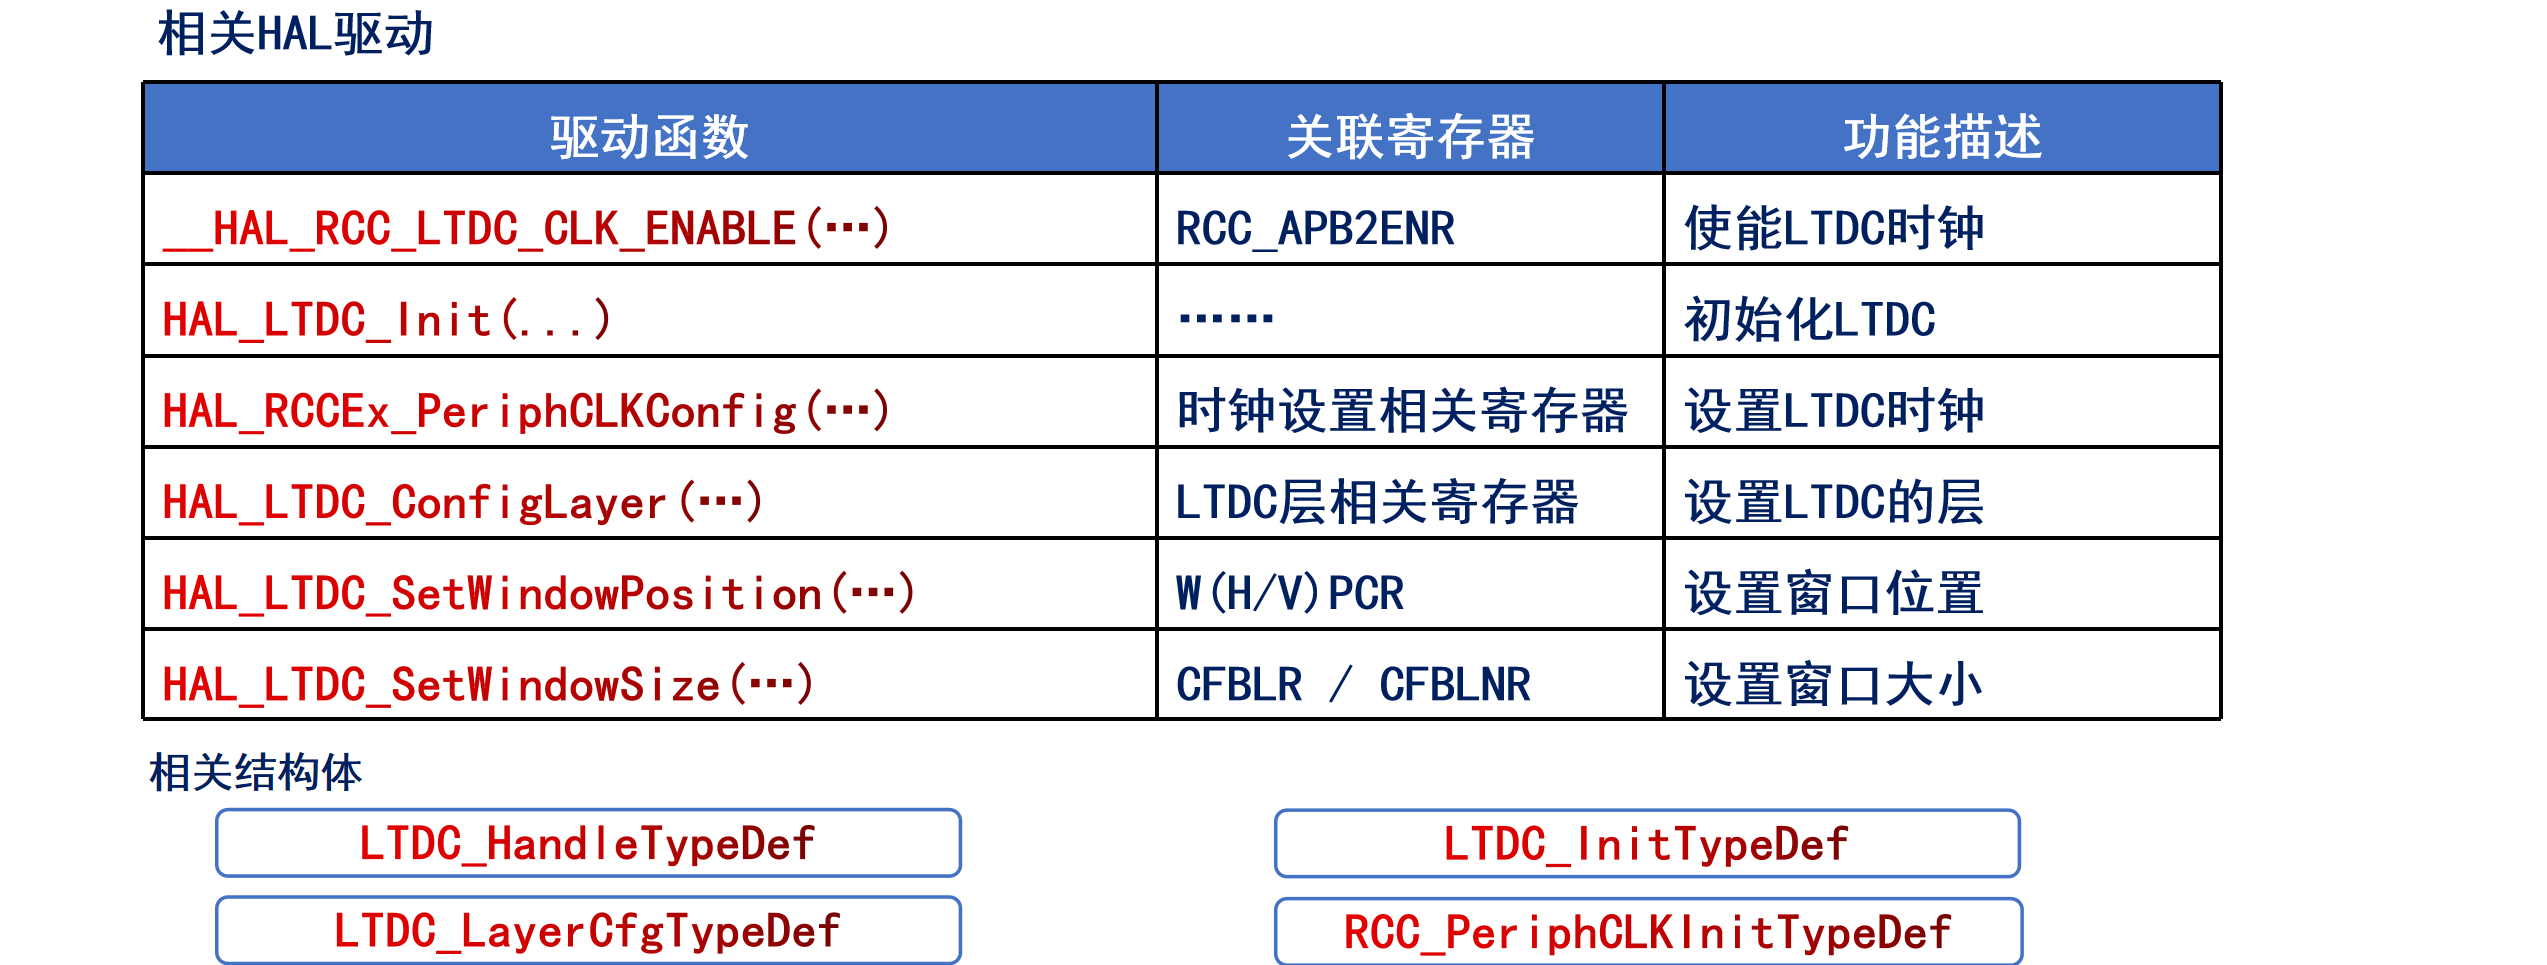 相关HAL驱动
驱动函数 关联寄存器 功能描述
__HAL_RCC_LTDC_CLK_ENABLE(…) RCC_APB2ENR 使能LTDC时钟
HAL_LTDC_Init(...) …… 初始化LTDC
HAL_RCCEx_PeriphCLKConfig(…) 时钟设置相关寄存器 设置LTDC时钟
HAL_LTDC_ConfigLayer(…) LTDC层相关寄存器 设置LTDC的层
HAL_LTDC_SetWindowPosition(…) W(H/V)PCR 设置窗口位置
HAL_LTDC_SetWindowSize(…) CFBLR / CFBLNR 设置窗口大小
相关结构体
LTDC_HandleTypeDef LTDC_InitTypeDef
LTDC_LayerCfgTypeDef RCC_PeriphCLKInitTypeDef